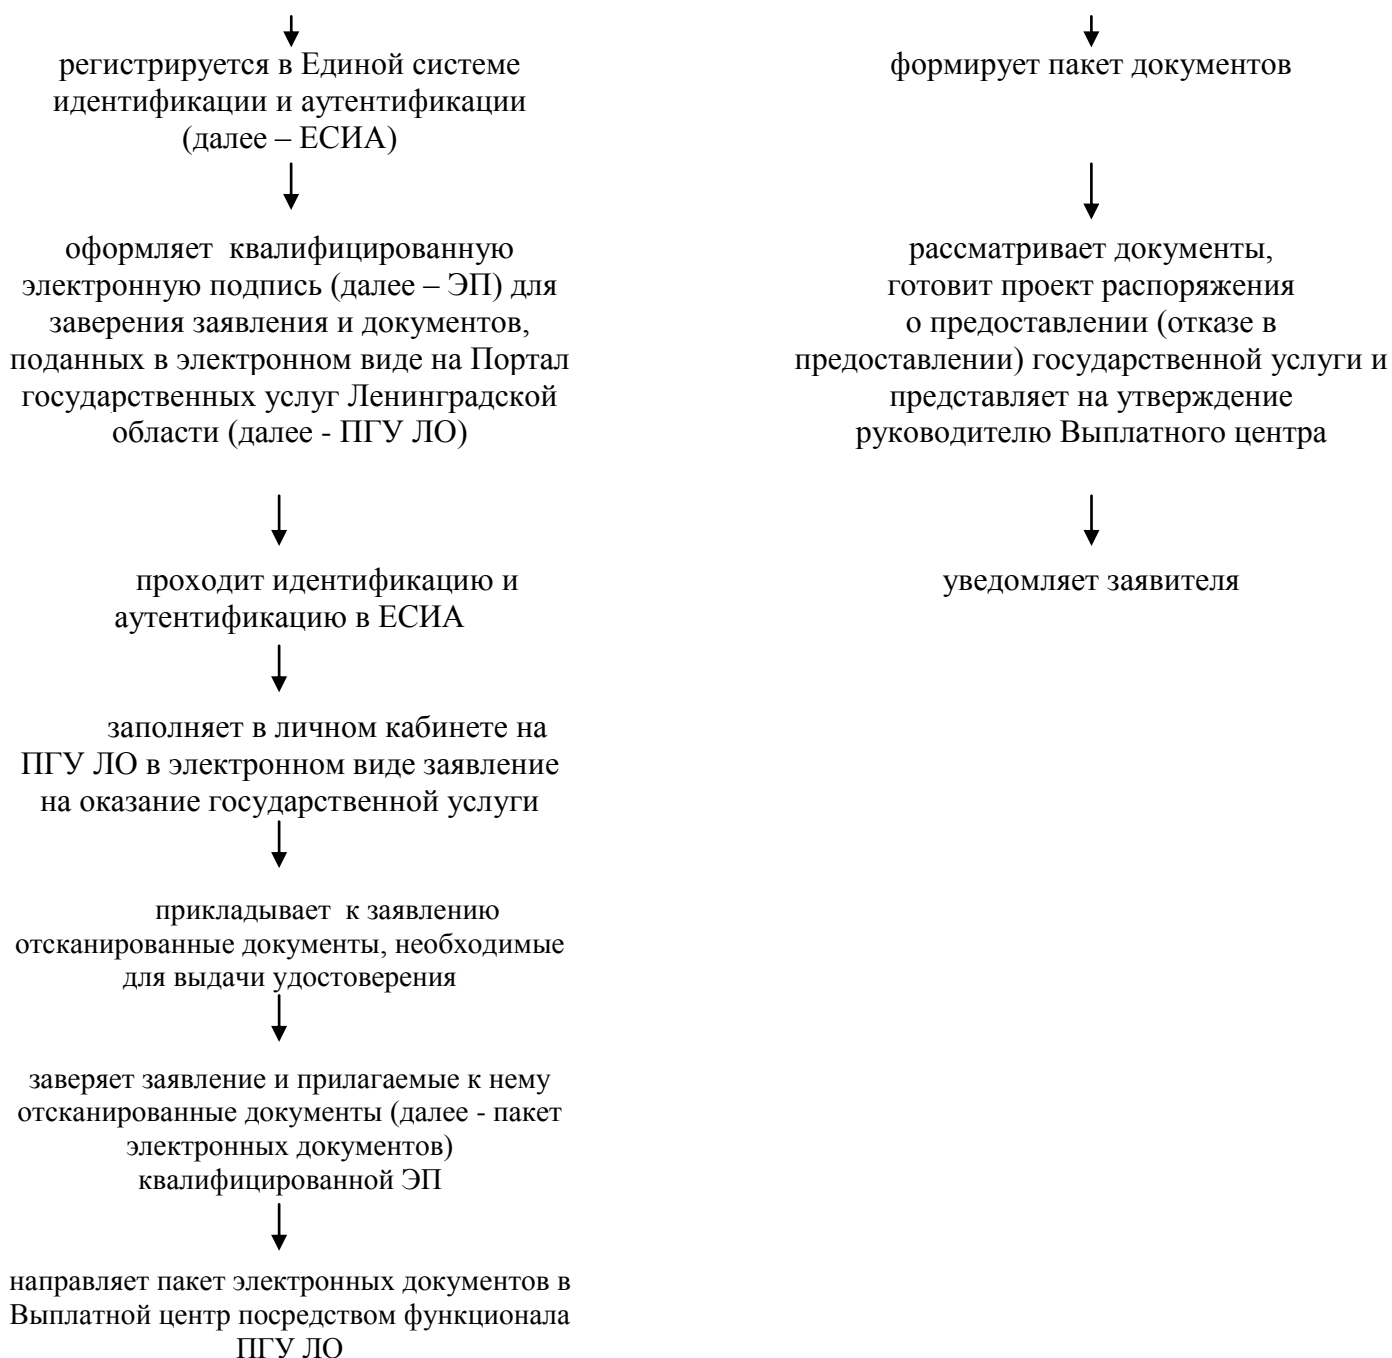 регистрируется в Единой системе
идентификации и аутентификации
(далее – ЕСИА)
оформляет квалифицированную
электронную подпись (далее – ЭП) для
заверения заявления и документов,
поданных в электронном виде на Портал
государственных услуг Ленинградской
области (далее - ПГУ ЛО)
проходит идентификацию и
аутентификацию в ЕСИА
заполняет в личном кабинете на
ПГУ ЛО в электронном виде заявление
на оказание государственной услуги
прикладывает к заявлению
отсканированные документы, необходимые
для выдачи удостоверения
заверяет заявление и прилагаемые к нему
отсканированные документы (далее - пакет
электронных документов)
квалифицированной ЭП
направляет пакет электронных документов в
Выплатной центр посредством функционала
ПГУ ЛО
формирует пакет документов
рассматривает документы,
готовит проект распоряжения
о предоставлении (отказе в
предоставлении) государственной услуги и
представляет на утверждение
руководителю Выплатного центра
уведомляет заявителя